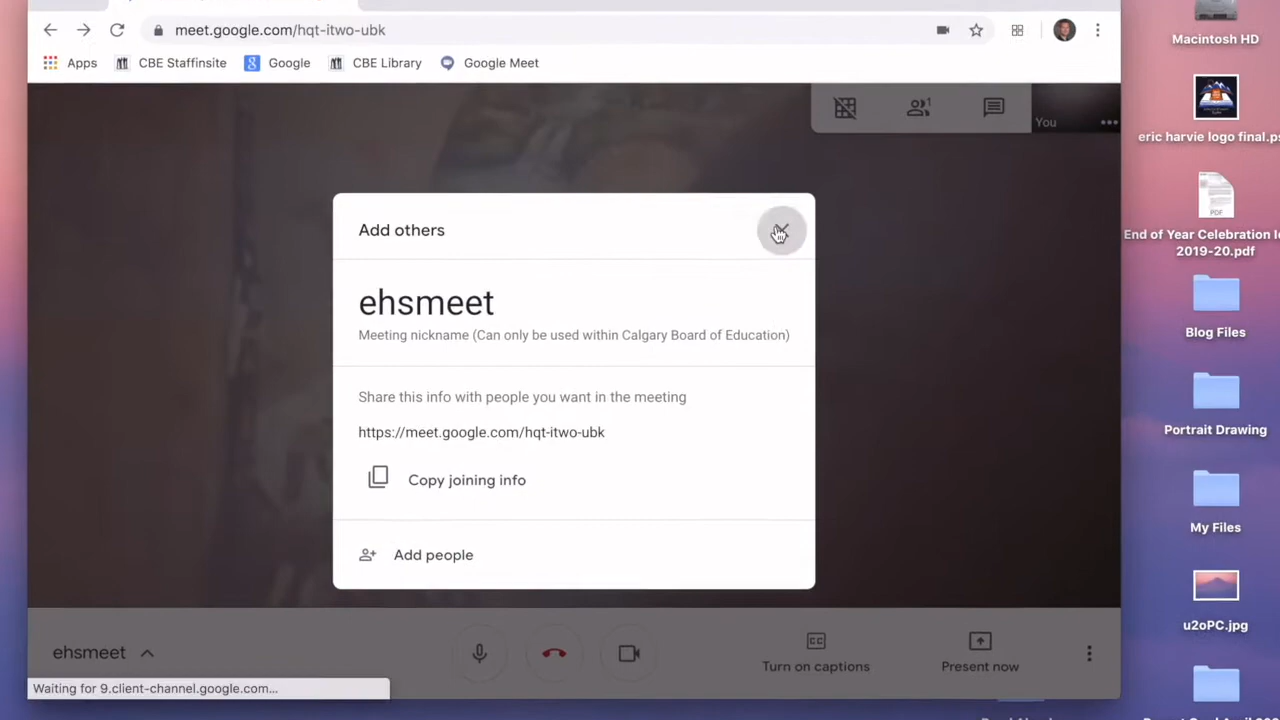 meet.google.com/hqt-itwo-ubk
Apps
CBE Staffinsite
Google
CBE Library
Google Meet
You
Add others
ehsmeet
Meeting nickname (Can only be used within Calgary Board of Education)
Share this info with people you want in the meeting
https://meet.google.com/hqt-itwo-ubk
Copy joining info
Add people
ehsmeet
CC
Turn on captions
Present now
Waiting for 9.client-channel.google.com...
Macintosh HD
eric harvie logo final.ps
PDF
End of Year Celebration
2019-20.pdf
Blog Files
Portrait Drawing
My Files
u2oPC.jpg